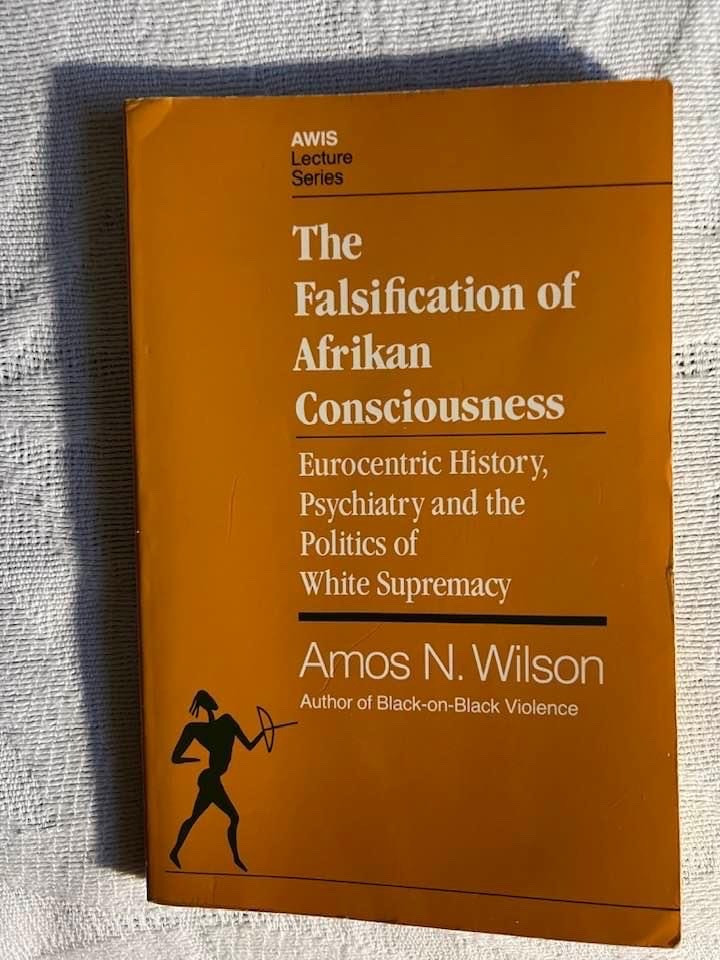 AWIS
Lecture
Series
The
Falsification of
Afrikan
Consciousness
Eurocentric History,
Psychiatry and the
Politics of
White Supremacy
Amos N. Wilson
Author of Black-on-Black Violence